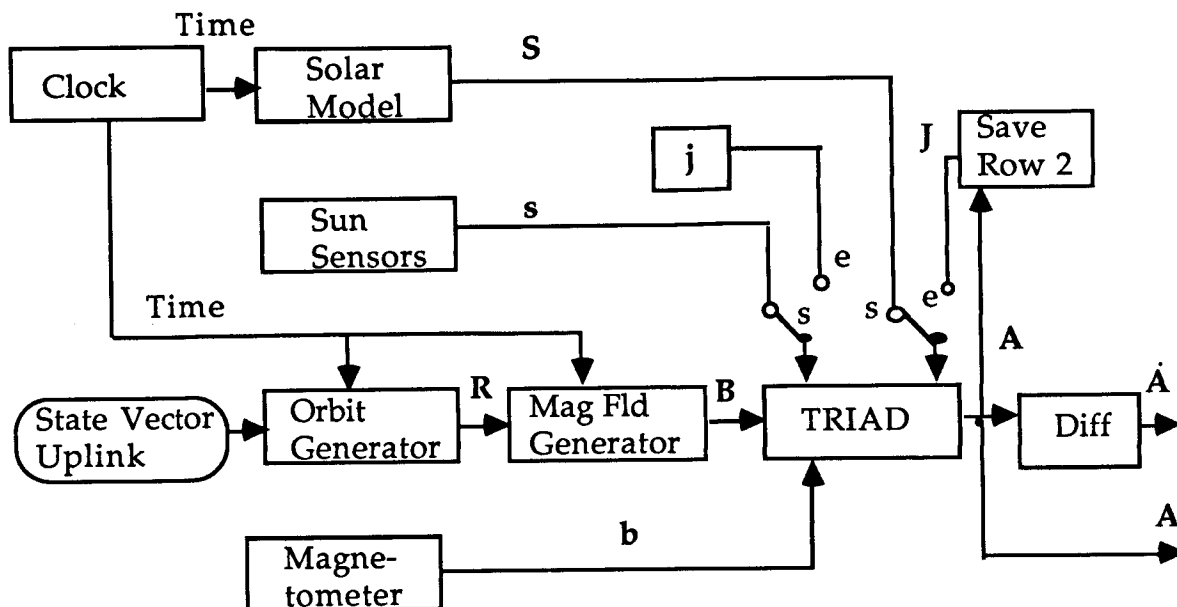 Time
S
Clock
Solar
Model
J
Save
Row 2
j
s
Sun
Sensors
e
e
s
s
Time
A
Ȧ
State Vector
Uplink
Orbit
Generator
R
Mag Fld
Generator
B
TRIAD
Diff
A
b
Magne-
tometer